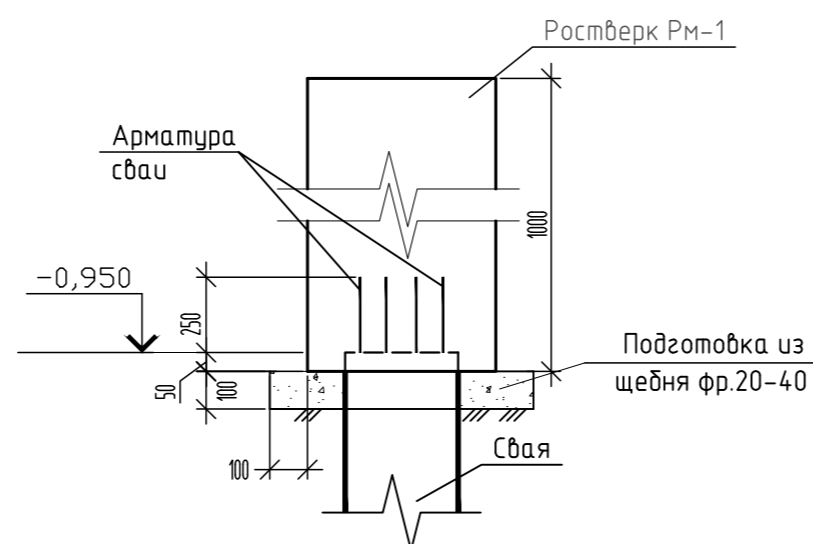 Ростверк Рм-1
Арматура
сваи
1000
-0,950
250
50
100
Подготовка из
щебня фр.20-40
100
Свая